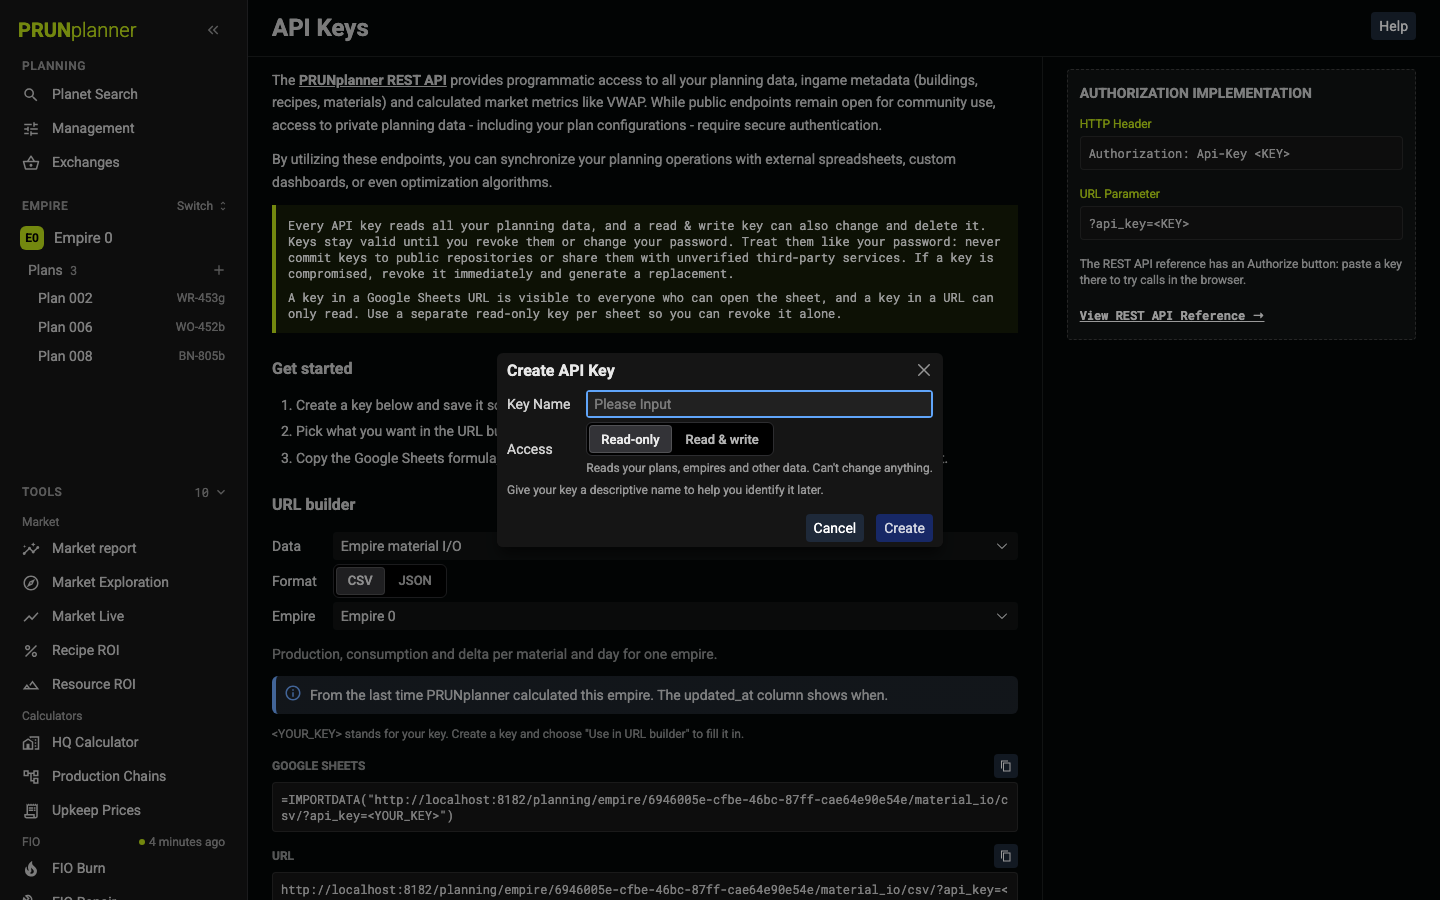 PRUNplanner
PLANNING
Planet Search
Management
Exchanges
EMPIRE
Switch
E0
Empire 0
Plans 3
Plan 002
WR-453g
Plan 006
WO-452b
Plan 008
BN-805b
TOOLS
10
Market
Market report
Market Exploration
Market Live
Recipe ROI
Resource ROI
Calculators
HQ Calculator
Production Chains
Upkeep Prices
FIO
4 minutes ago
FIO Burn
API Keys
Help
The PRUNplanner REST API provides programmatic access to all your planning data, ingame metadata (buildings,
recipes, materials) and calculated market metrics like VWAP. While public endpoints remain open for community use,
access to private planning data - including your plan configurations - require secure authentication.
By utilizing these endpoints, you can synchronize your planning operations with external spreadsheets, custom
dashboards, or even optimization algorithms.
Every API key reads all your planning data, and a read & write key can also change and delete it.
Keys stay valid until you revoke them or change your password. Treat them like your password: never
commit keys to public repositories or share them with unverified third-party services. If a key is
compromised, revoke it immediately and generate a replacement.
A key in a Google Sheets URL is visible to everyone who can open the sheet, and a key in a URL can
only read. Use a separate read-only key per sheet so you can revoke it alone.
Get started
1. Create a key below and save it
2. Pick what you want in the URL
3. Copy the Google Sheets formula
Create API Key
Key Name
Please Input
Access
Read-only
Read & write
Reads your plans, empires and other data. Can't change anything.
Give your key a descriptive name to help you identify it later.
Cancel
Create
URL builder
Data
Empire material I/O
Format
CSV
JSON
Empire
Empire 0
Production, consumption and delta per material and day for one empire.
From the last time PRUNplanner calculated this empire. The updated_at column shows when.
<YOUR_KEY> stands for your key. Create a key and choose "Use in URL builder" to fill it in.
GOOGLE SHEETS
=IMPORTDATA("http://localhost:8182/planning/empire/6946005e-cfbe-46bc-87ff-cae64e90e54e/material_io/c
sv/?api_key=<YOUR_KEY>")
URL
http://localhost:8182/planning/empire/6946005e-cfbe-46bc-87ff-cae64e90e54e/material_io/csv/?api_key=<
AUTHORIZATION IMPLEMENTATION
HTTP Header
Authorization: Api-Key <KEY>
URL Parameter
?api_key=<KEY>
The REST API reference has an Authorize button: paste a key
there to try calls in the browser.
View REST API Reference →